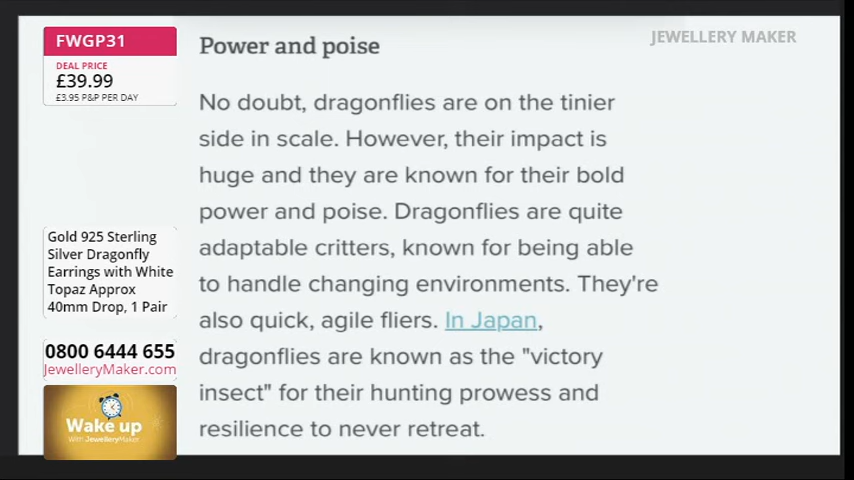 FWGP31
DEAL PRICE
£39.99
£3.95 P&P PER DAY
Gold 925 Sterling
Silver Dragonfly
Earrings with White
Topaz Approx
40mm Drop, 1 Pair
0800 6444 655
JewelleryMaker.com
Wake up
With JewelleryMaker
JEWELLERY MAKER
Power and poise
No doubt, dragonflies are on the tinier
side in scale. However, their impact is
huge and they are known for their bold
power and poise. Dragonflies are quite
adaptable critters, known for being able
to handle changing environments. They're
also quick, agile fliers. In Japan,
dragonflies are known as the "victory
insect" for their hunting prowess and
resilience to never retreat.